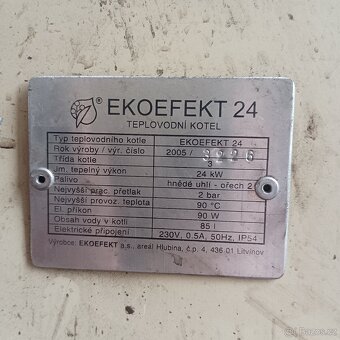 ®
EKOEFEKT 24
TEPLOVODNÍ KOTEL
Typ teplovodního kotle EKOEFEKT 24
Rok výroby / výr. číslo 2005 / 9226
Třída kotle 3
Jm. tepelný výkon 24 kW
Palivo hnědé uhlí - ořech 2
Nejvyšší prac. přetlak 2 bar
Nejvyšší provoz. teplota 90 °C
El. příkon 90 W
Obsah vody v kotli 85 l
Elektrické připojení 230V, 0.5A, 50Hz, IP54
Výrobce: EKOEFEKT a.s., areál Hlubina, č.p. 4, 436 01 Litvínov